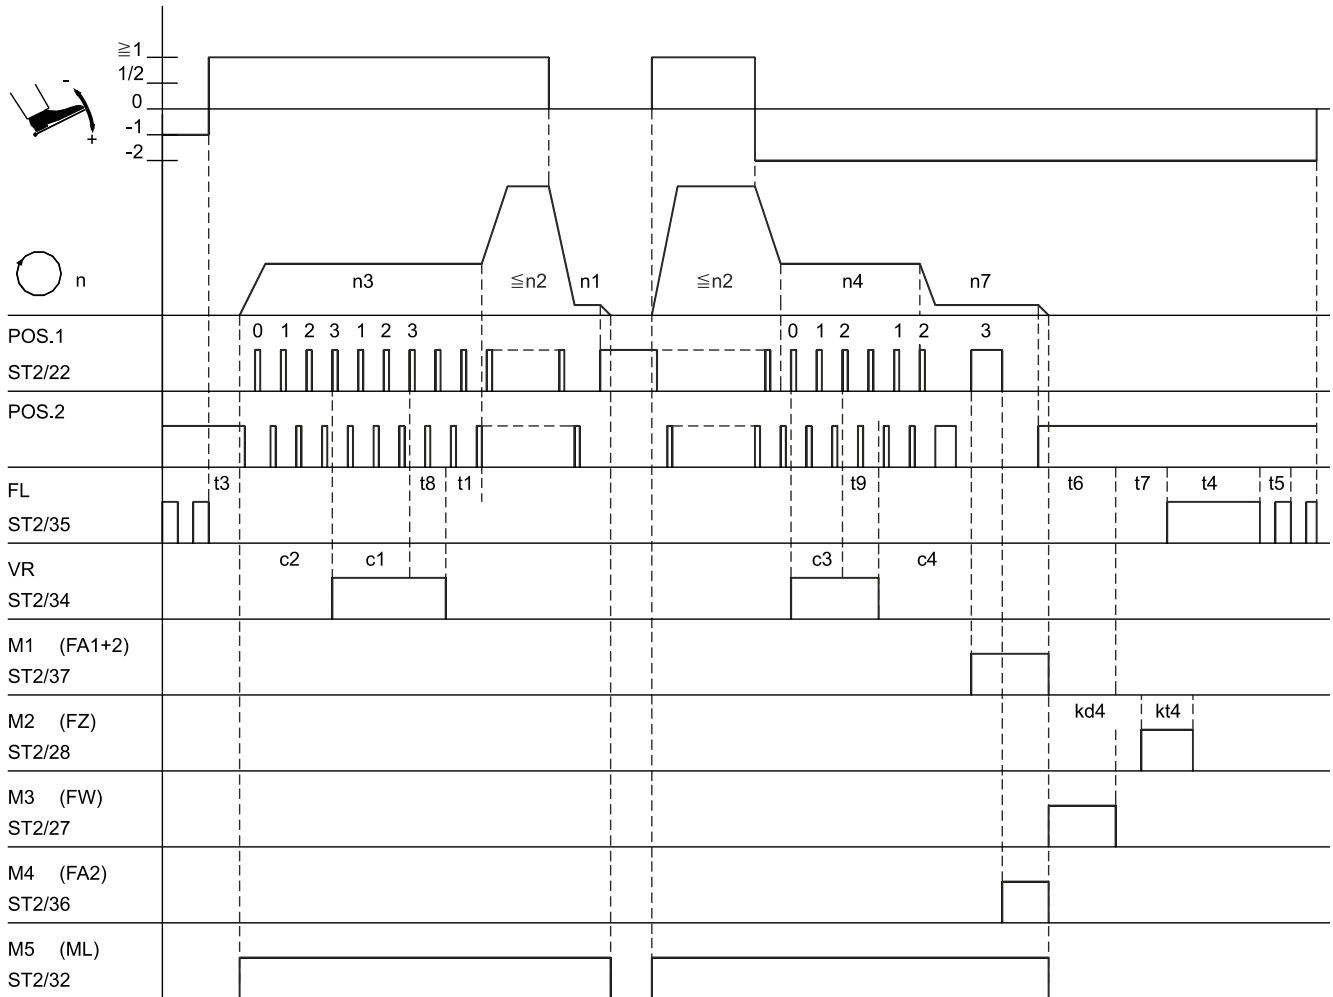 ≧1
1/2
0
-1
-2
-
+
n
n3
≦n2
n1
≦n2
n4
n7
POS.1
0 1 2 3 1 2 3
0 1 2 1 2 3
ST2/22
POS.2
FL
t3 t8 t1 t9 t6 t7 t4 t5
ST2/35
VR
c2 c1 c3 c4
ST2/34
M1 (FA1+2)
ST2/37
M2 (FZ)
kd4 kt4
ST2/28
M3 (FW)
ST2/27
M4 (FA2)
ST2/36
M5 (ML)
ST2/32